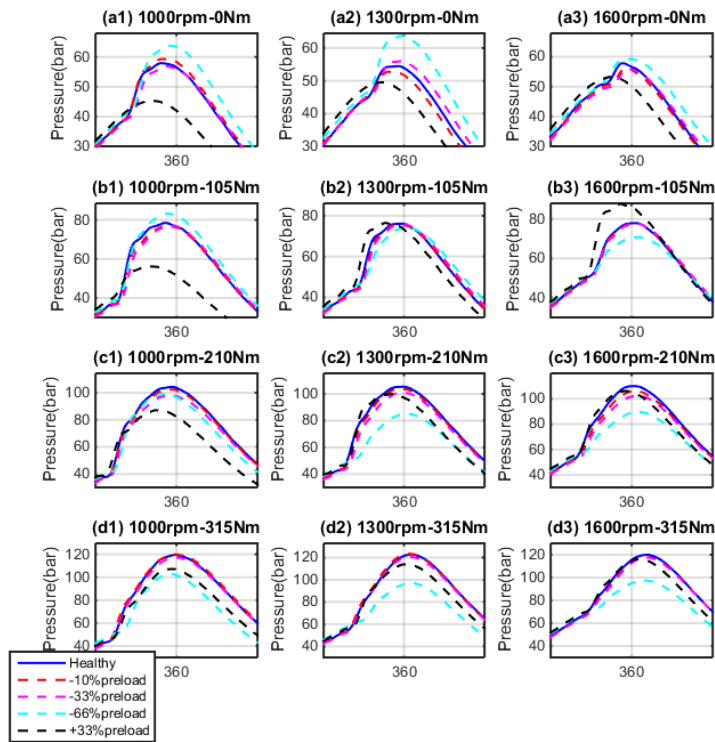 (a1) 1000rpm-0Nm (a2) 1300rpm-0Nm (a3) 1600rpm-0Nm
Pressure(bar) Pressure(bar) Pressure(bar)
60 50 40 30
60 50 40 30
60 50 40 30
360 360 360
(b1) 1000rpm-105Nm (b2) 1300rpm-105Nm (b3) 1600rpm-105Nm
Pressure(bar) Pressure(bar) Pressure(bar)
80 60 40
80 60 40
80 60 40
360 360 360
(c1) 1000rpm-210Nm (c2) 1300rpm-210Nm (c3) 1600rpm-210Nm
Pressure(bar) Pressure(bar) Pressure(bar)
100 80 60 40
100 80 60 40
100 80 60 40
360 360 360
(d1) 1000rpm-315Nm (d2) 1300rpm-315Nm (d3) 1600rpm-315Nm
Pressure(bar) Pressure(bar) Pressure(bar)
120 100 80 60 40
120 100 80 60 40
120 100 80 60 40
360 360 360
Healthy
-10%preload
-33%preload
-66%preload
+33%preload